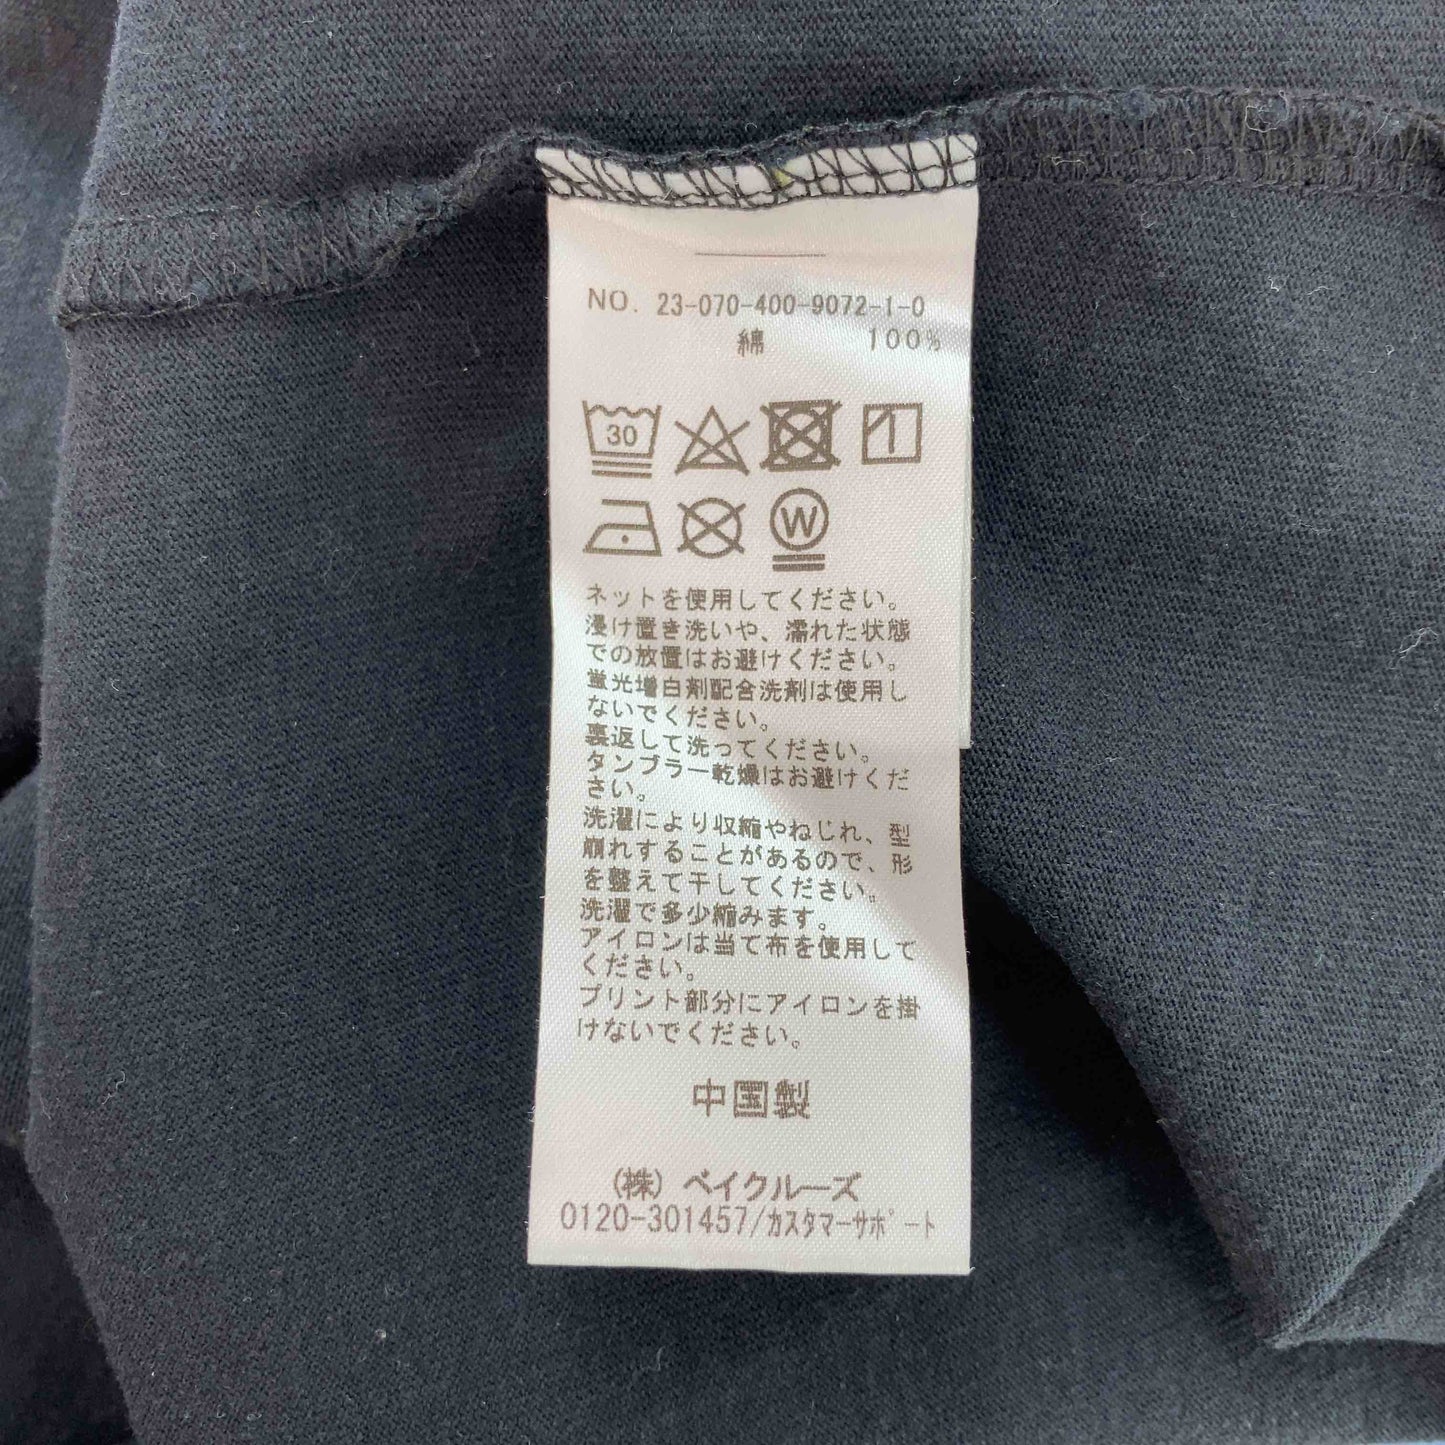 NO. 23-070-400-9072-1-0
綿 100%
30
W
ネットを使用してください。
浸け置き洗いや、濡れた状態
での放置はお避けください。
蛍光増白剤配合洗剤は使用し
ないでください。
裏返して洗ってください。
タンブラー乾燥はお避けくだ
さい。
洗濯により収縮やねじれ、型
崩れすることがあるので、形
を整えて干してください。
洗濯で多少縮みます。
アイロンは当て布を使用して
ください。
プリント部分にアイロンを掛
けないでください。
中国製
(株) ベイクルーズ
0120-301457/カスタマーサポート